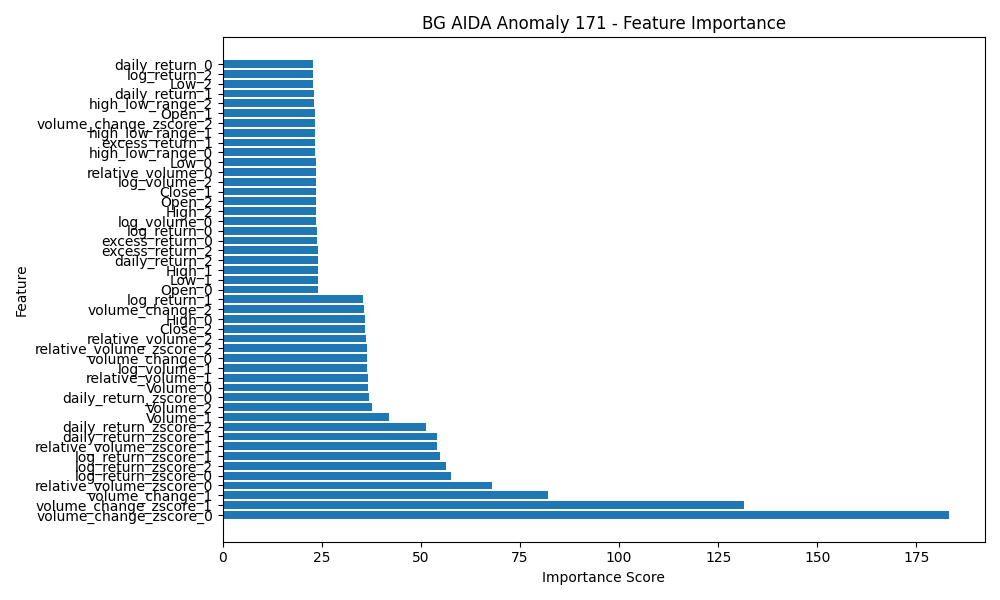 BG AIDA Anomaly 171 - Feature Importance
daily_return_0
log_return_2
Low_2
daily_return_1
high_low_range_2
Open_1
volume_change_zscore_2
high_low_range_1
excess_return_1
high_low_range_0
Low_0
relative_volume_0
log_volume_2
Close_1
Open_2
High_2
log_volume_0
log_return_0
excess_return_0
excess_return_2
daily_return_2
High_1
Low_1
Open_0
log_return_1
volume_change_2
High_0
Close_2
relative_volume_2
relative_volume_zscore_2
volume_change_0
log_volume_1
relative_volume_1
Volume_0
daily_return_zscore_0
Volume_2
Volume_1
daily_return_zscore_2
daily_return_zscore_1
relative_volume_zscore_1
log_return_zscore_1
log_return_zscore_2
log_return_zscore_0
relative_volume_zscore_0
volume_change_1
volume_change_zscore_1
volume_change_zscore_0
Feature
0 25 50 75 100 125 150 175
Importance Score